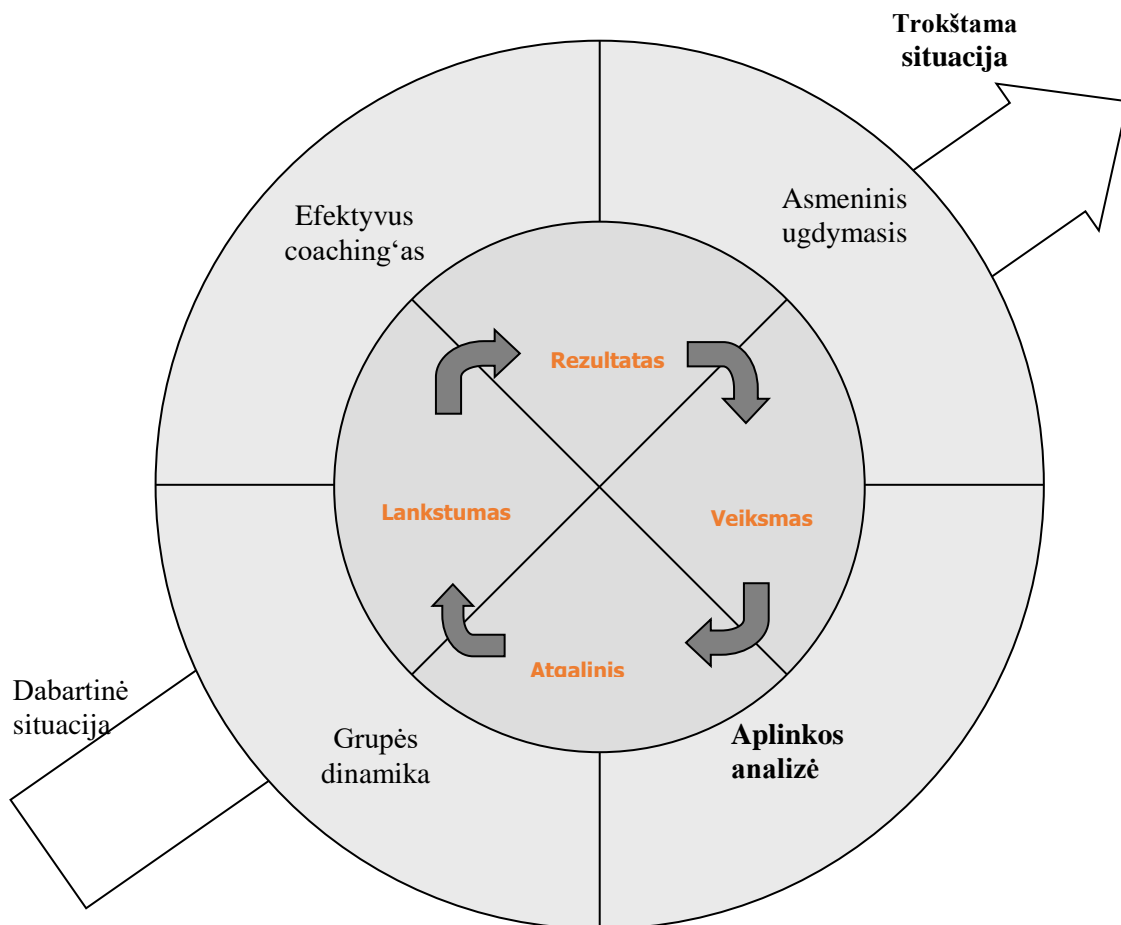 Trokštama
situacija
Asmeninis
ugdymasis
Efektyvus
coaching‘as
Rezultatas
Lankstumas
Veiksmas
Atgalinis
Dabartinė
situacija
Grupės
dinamika
Aplinkos
analizė